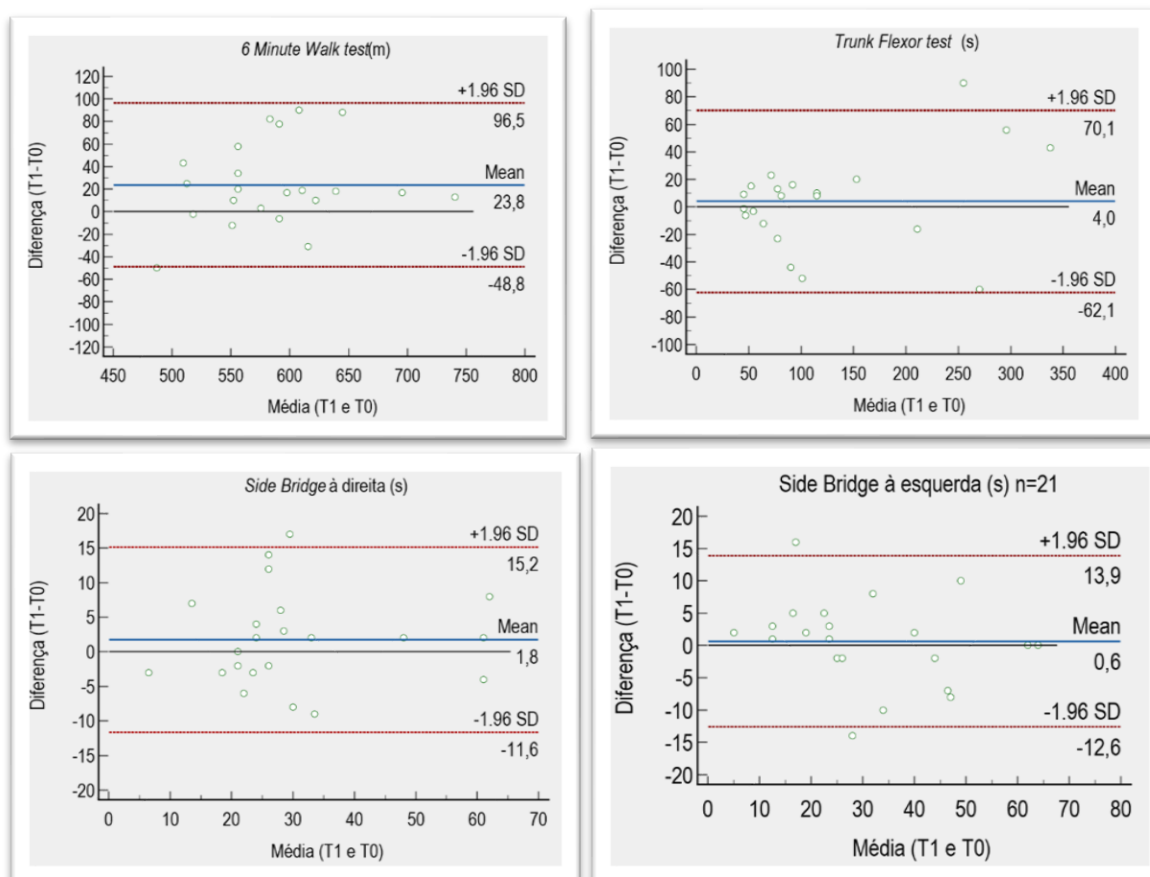 6 Minute Walk test(m)
Diferença (T1-T0)
120
100
80
60
40
20
0
-20
-40
-60
-80
-100
-120
+1.96 SD
96,5
Mean
23,8
-1.96 SD
-48,8
450 500 550 600 650 700 750 800
Média (T1 e T0)
Trunk Flexor test (s)
Diferença (T1-T0)
100
80
60
40
20
0
-20
-40
-60
-80
-100
+1.96 SD
70,1
Mean
4,0
-1.96 SD
-62,1
0 50 100 150 200 250 300 350 400
Média (T1 e T0)
Side Bridge à direita (s)
Diferença (T1-T0)
20
15
10
5
0
-5
-10
-15
-20
+1.96 SD
15,2
Mean
1,8
-1.96 SD
-11,6
0 10 20 30 40 50 60 70
Média (T1 e T0)
Side Bridge à esquerda (s) n=21
Diferença (T1-T0)
20
15
10
5
0
-5
-10
-15
-20
+1.96 SD
13,9
Mean
0,6
-1.96 SD
-12,6
0 10 20 30 40 50 60 70 80
Média (T1 e T0)